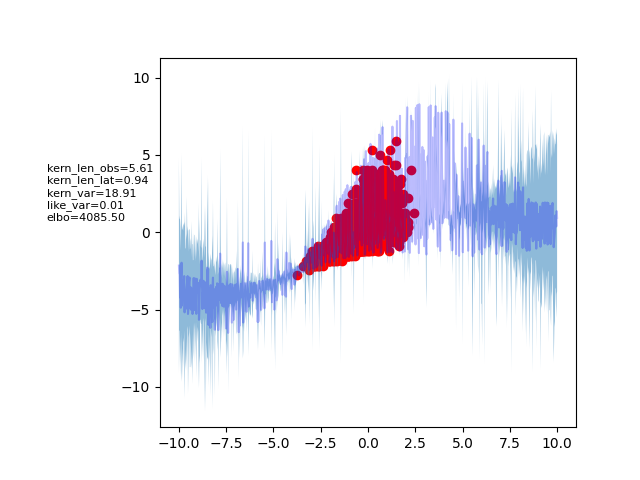 10
5
0
−5
−10
kern_len_obs=5.61
kern_len_lat=0.94
kern_var=18.91
like_var=0.01
elbo=4085.50
−10.0 −7.5 −5.0 −2.5 0.0 2.5 5.0 7.5 10.0